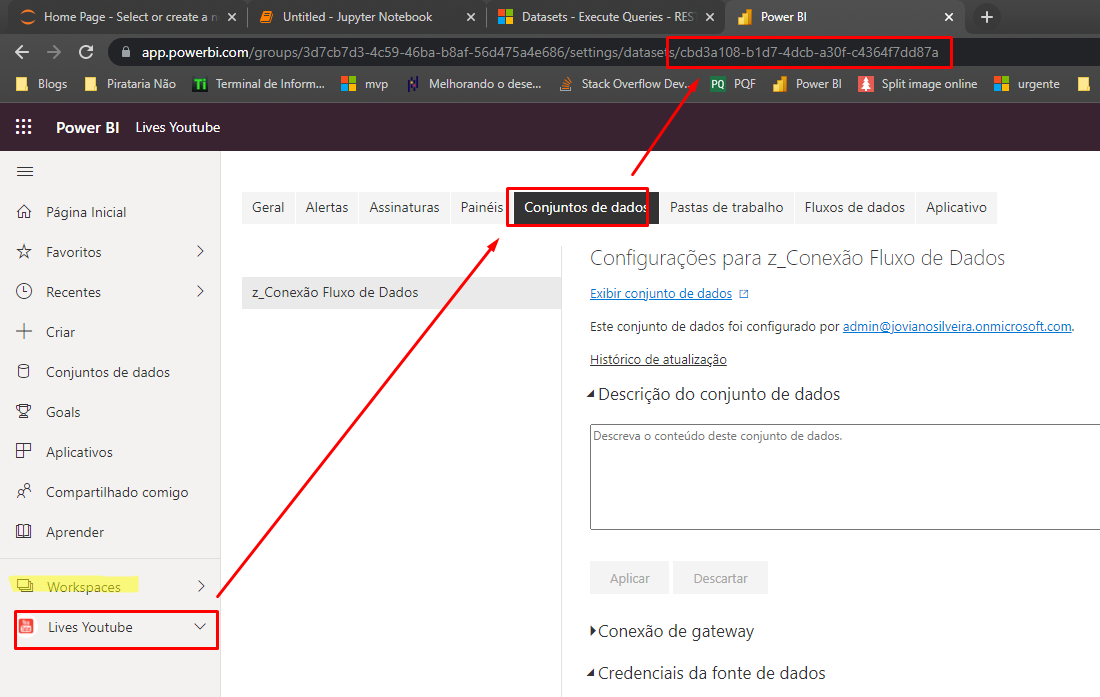 Home Page - Select or create a n
Untitled - Jupyter Notebook
Datasets - Execute Queries - RES
Power BI
app.powerbi.com/groups/3d7cb7d3-4c59-46ba-b8af-56d475a4e686/settings/datasets/cbd3a108-b1d7-4dcb-a30f-c4364f7dd87a
Blogs
Pirataria Não
Ti
Terminal de Inform...
mvp
Melhorando o dese...
Stack Overflow Dev...
PQ
PQF
Power BI
Split image online
urgente
Power BI
Lives Youtube
Página Inicial
Favoritos
Recentes
Criar
Conjuntos de dados
Goals
Aplicativos
Compartilhado comigo
Aprender
Workspaces
Lives Youtube
Geral
Alertas
Assinaturas
Painéis
Conjuntos de dados
Pastas de trabalho
Fluxos de dados
Aplicativo
z_Conexão Fluxo de Dados
Configurações para z_Conexão Fluxo de Dados
Exibir conjunto de dados
Este conjunto de dados foi configurado por admin@jovianosilveira.onmicrosoft.com.
Histórico de atualização
Descrição do conjunto de dados
Descreva o conteúdo deste conjunto de dados.
Aplicar
Descartar
Conexão de gateway
Credenciais da fonte de dados